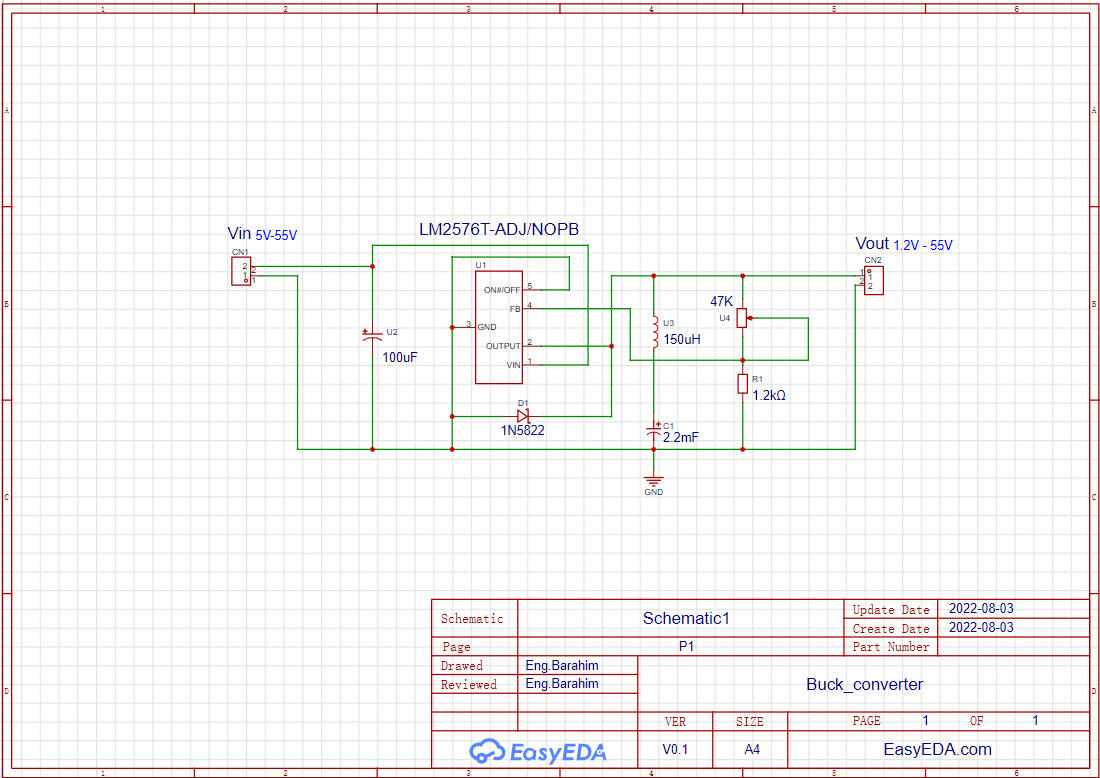 1 2 3 4 5 6
A A
B B
C C
D D
Vin 5V-55V
CN1
2 2
1 1
LM2576T-ADJ/NOPB
U1
ON#/OFF 5
FB 4
3 GND
OUTPUT 2
VIN 1
U2
100uF
D1
1N5822
U3
150uH
C1
2.2mF
GND
47K
U4
R1
1.2kΩ
Vout 1.2V - 55V
CN2
1 1
2 2
Schematic Schematic1 Update Date 2022-08-03
Create Date 2022-08-03
Page P1 Part Number
Drawed Eng.Barahim
Reviewed Eng.Barahim
Buck_converter
VER SIZE PAGE 1 OF 1
EasyEDA V0.1 A4 EasyEDA.com
1 2 3 4 5 6